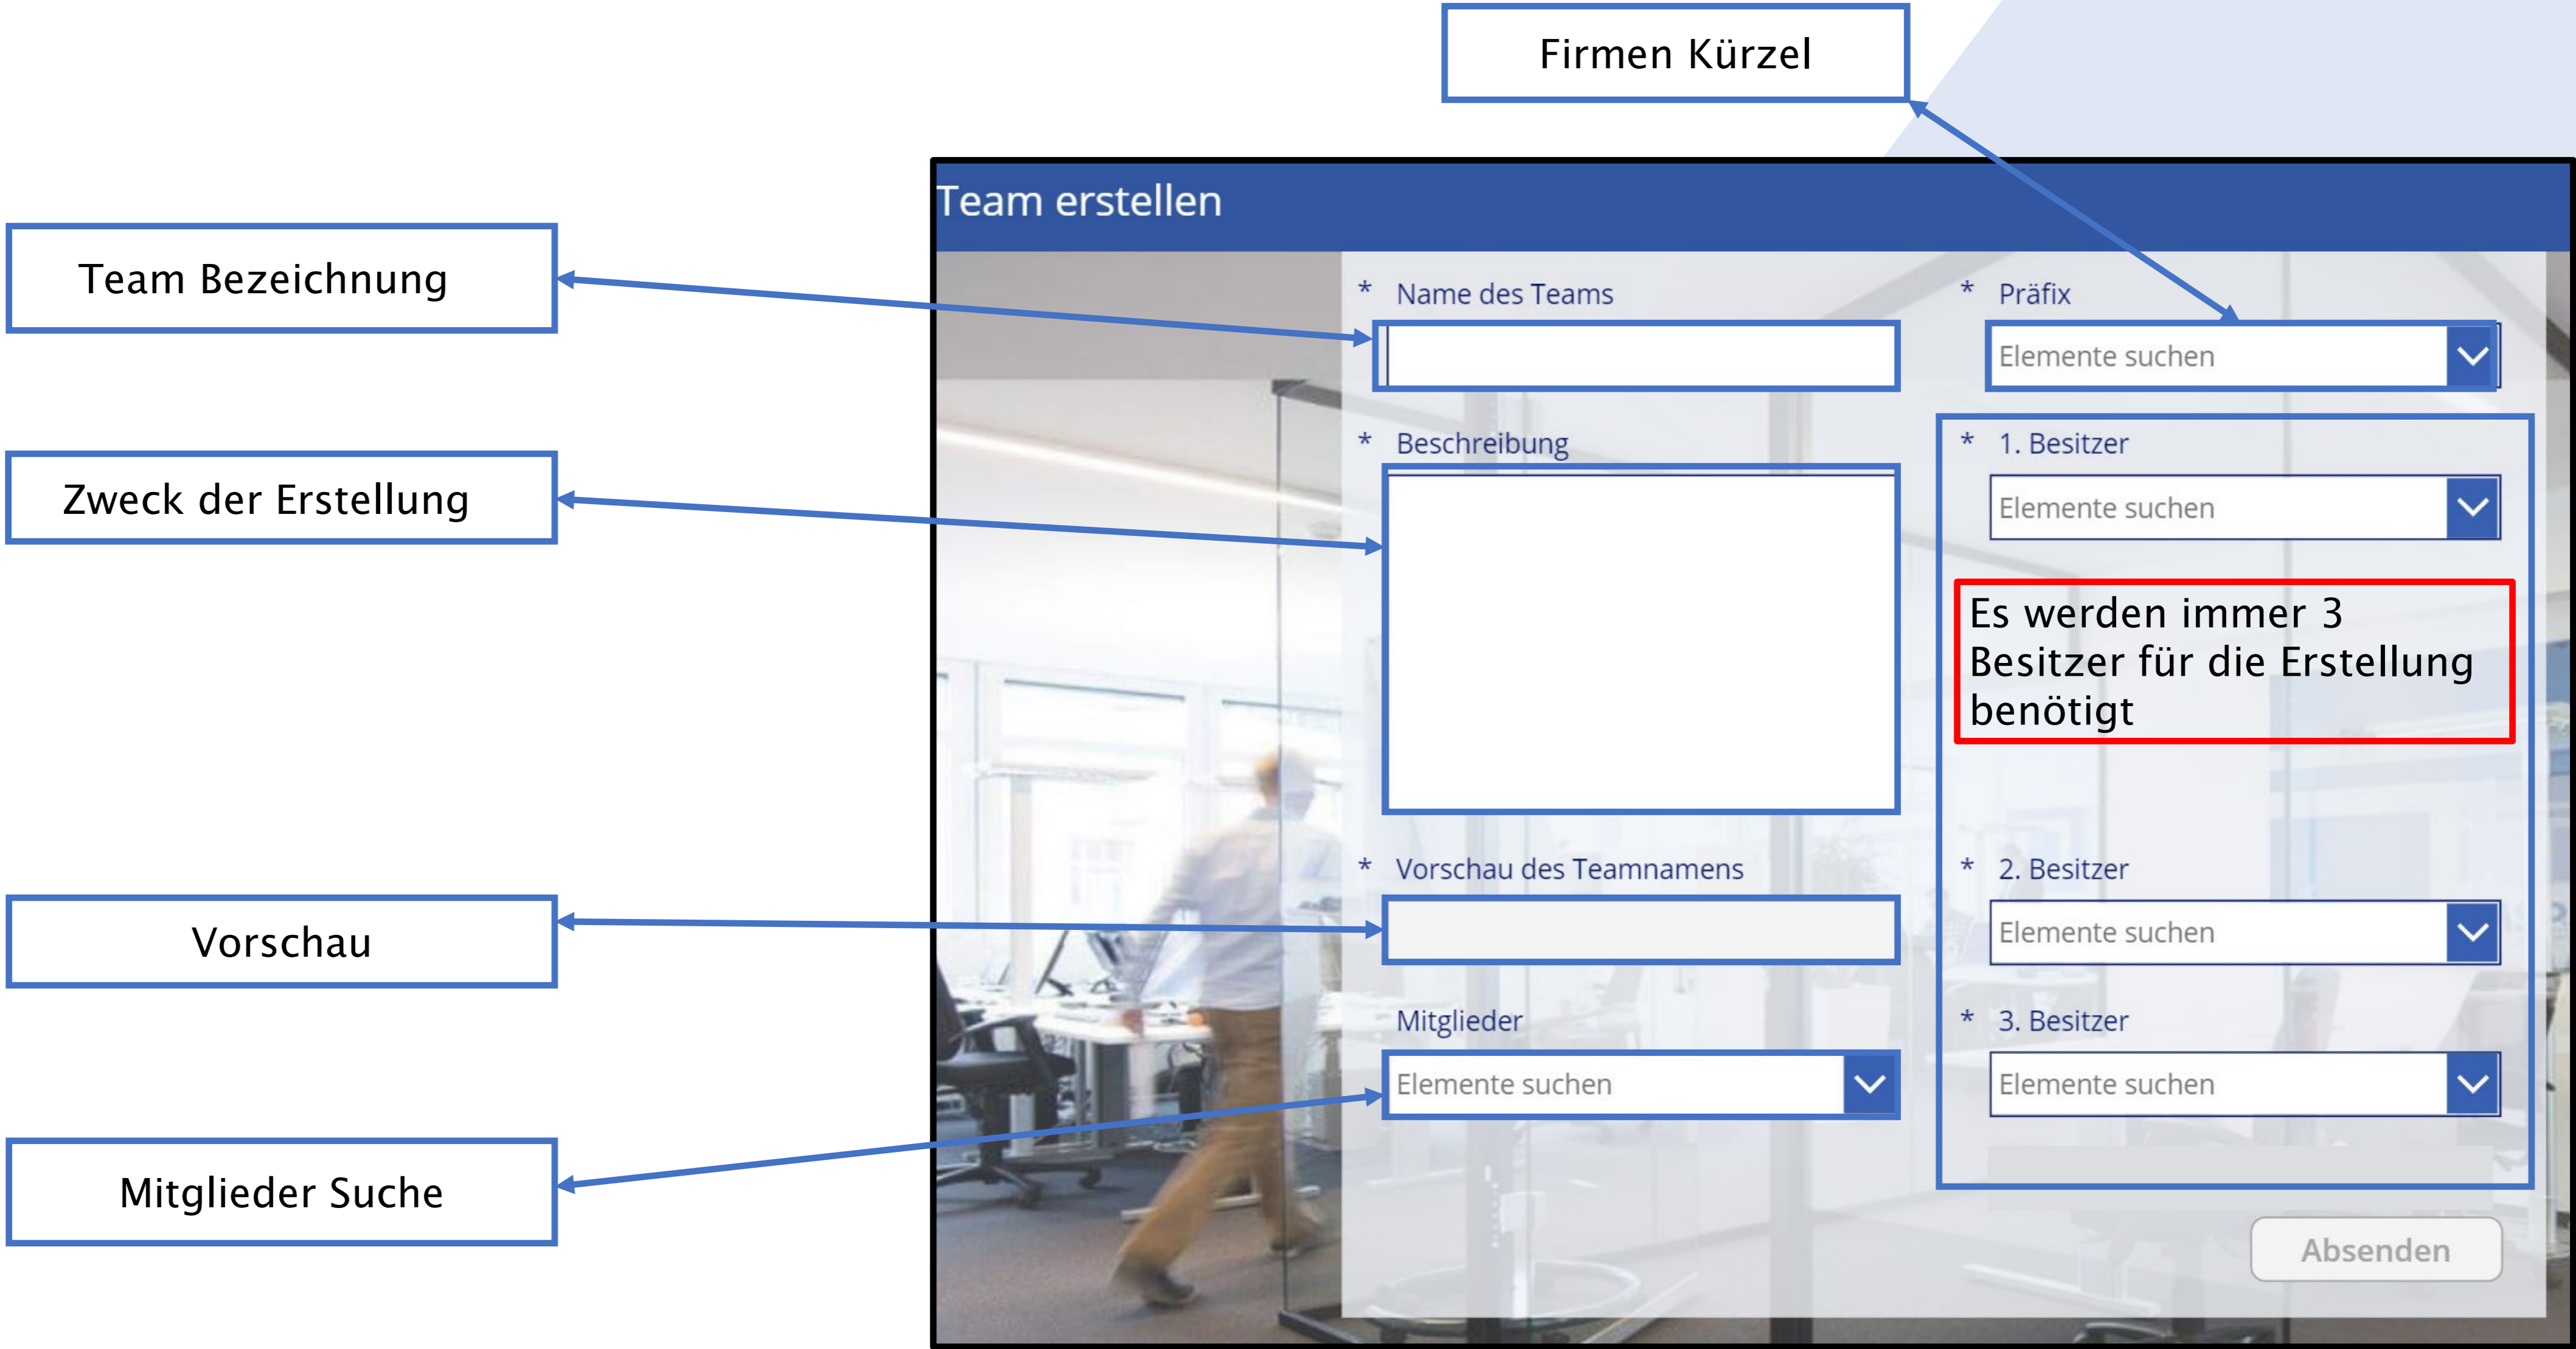 Firmen Kürzel
Team erstellen
Team Bezeichnung
* Name des Teams
* Präfix
Elemente suchen
Zweck der Erstellung
* Beschreibung
* 1. Besitzer
Elemente suchen
Es werden immer 3
Besitzer für die Erstellung
benötigt
Vorschau
* Vorschau des Teamnamens
* 2. Besitzer
Elemente suchen
Mitglieder Suche
Mitglieder
Elemente suchen
* 3. Besitzer
Elemente suchen
Absenden